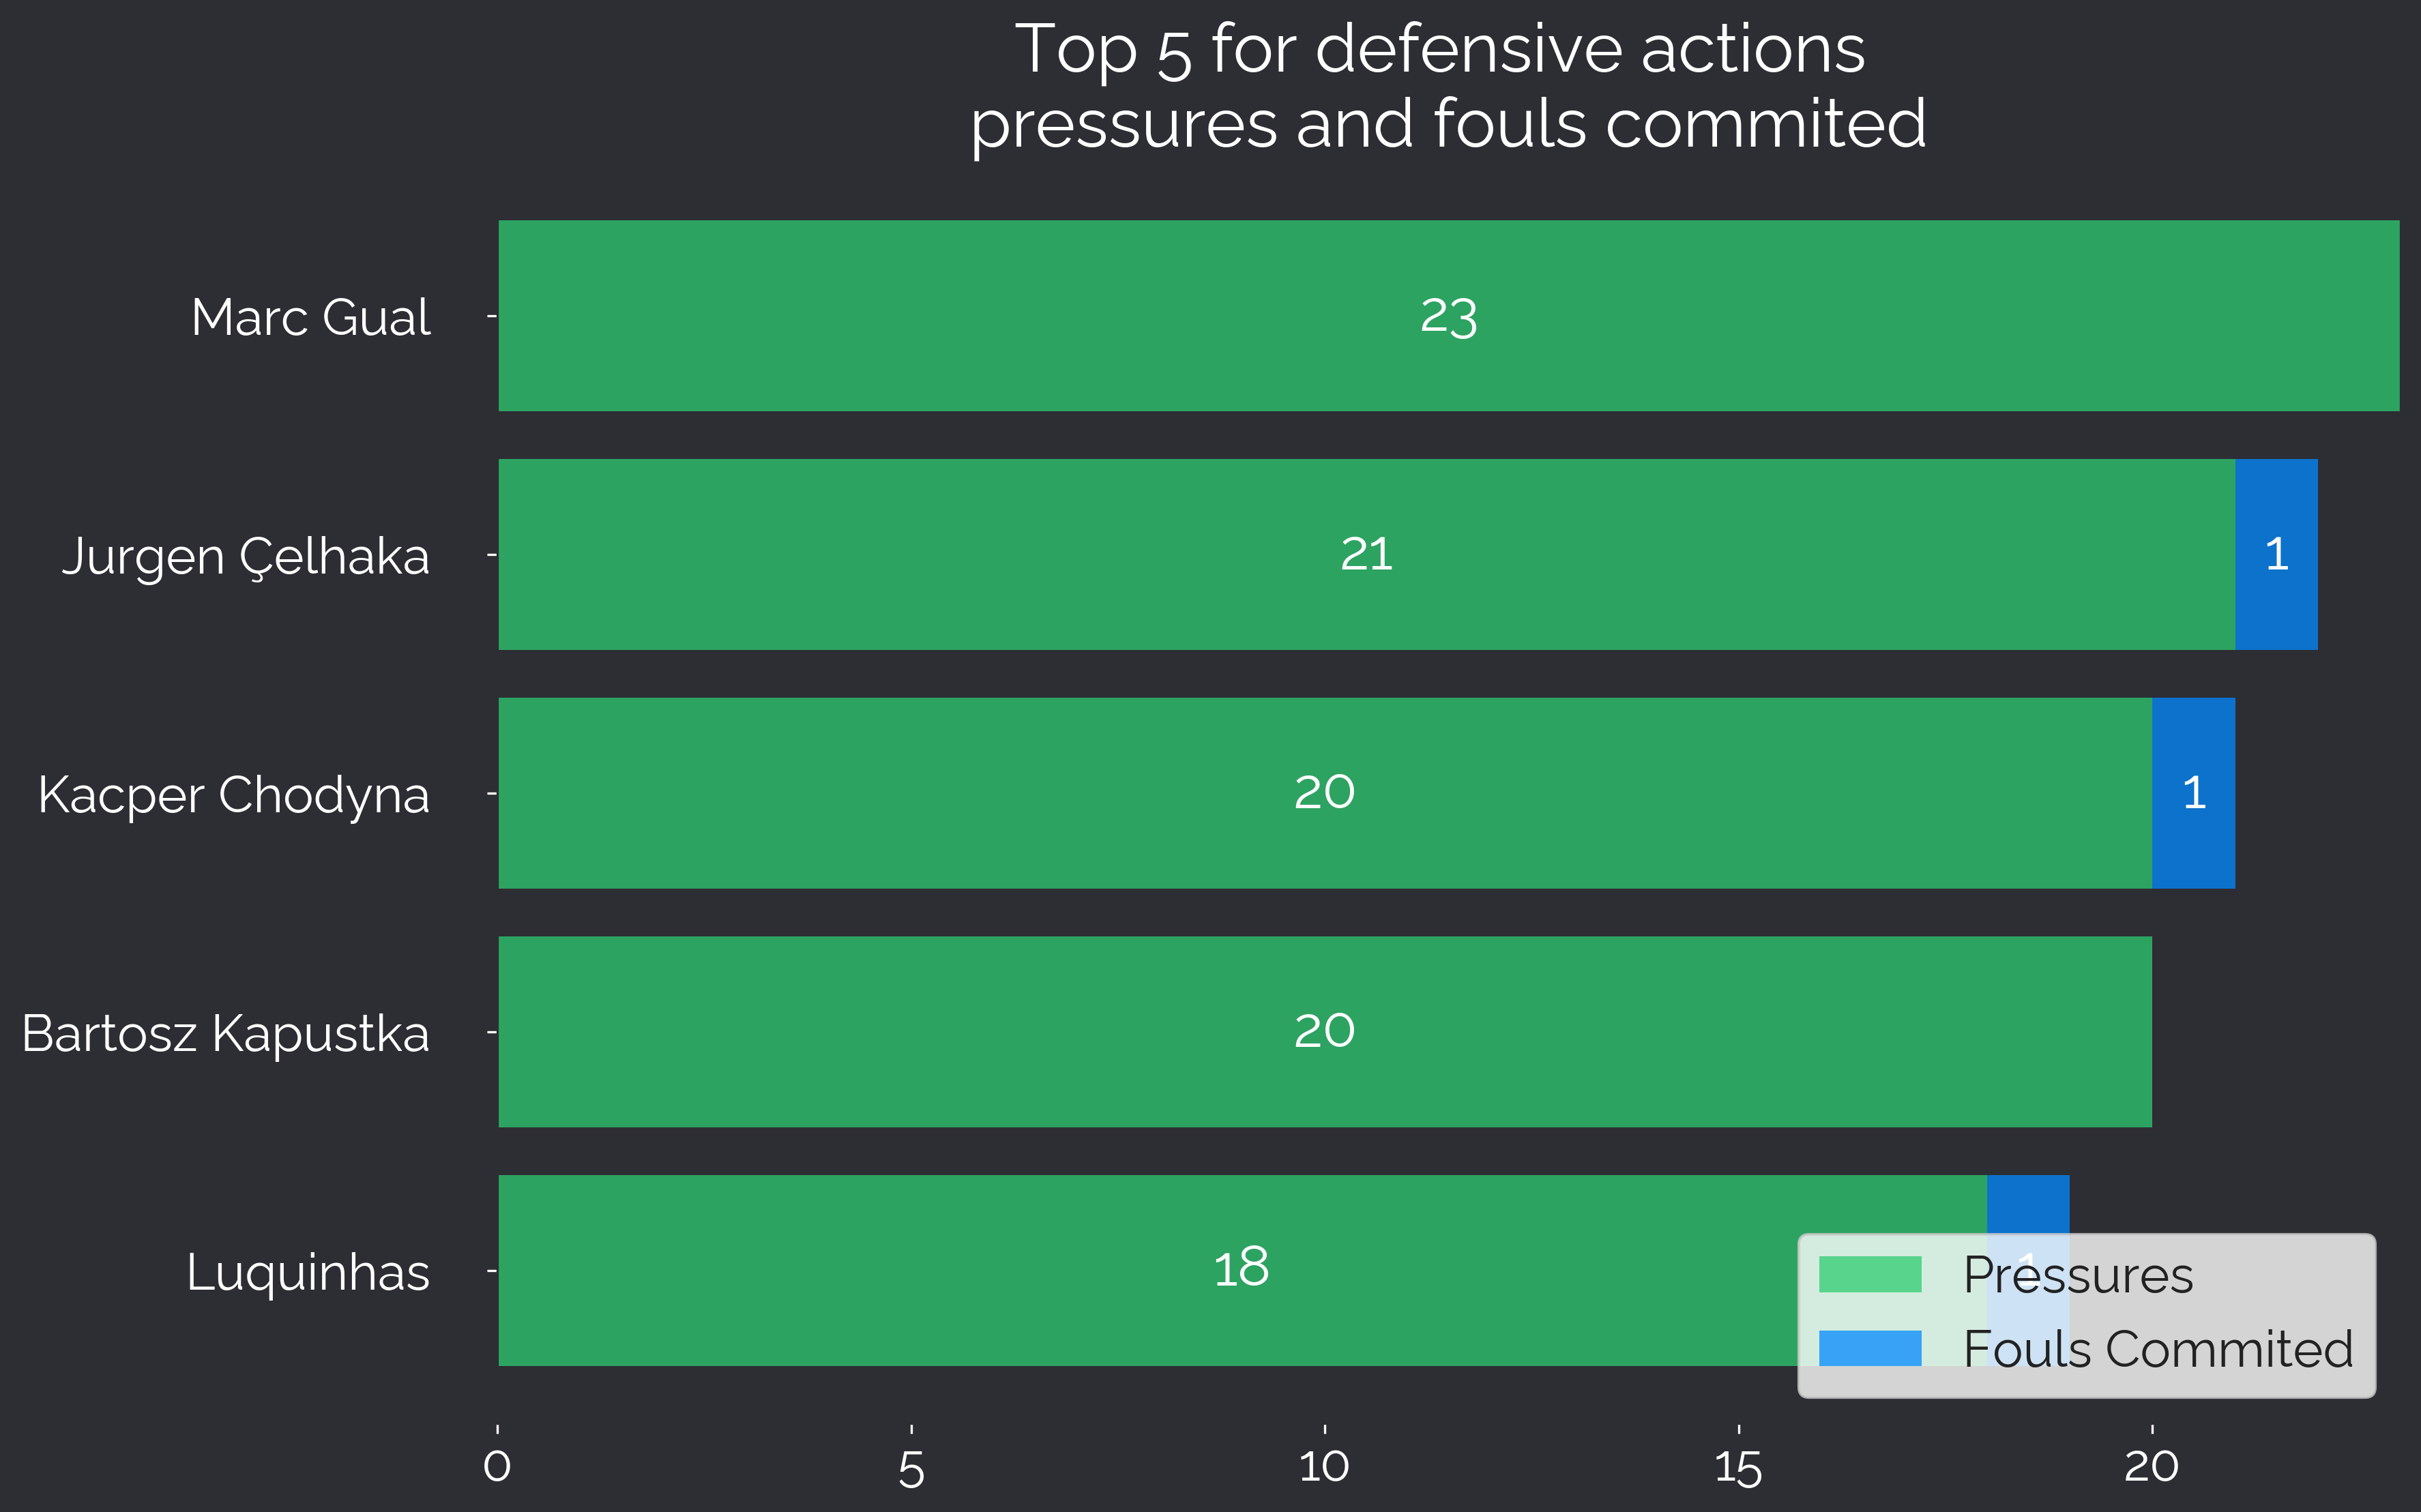 Top 5 for defensive actions
pressures and fouls commited
Marc Gual
23
Jurgen Çelhaka
21
1
Kacper Chodyna
20
1
Bartosz Kapustka
20
Luquinhas
18
1
Pressures
Fouls Commited
0
5
10
15
20